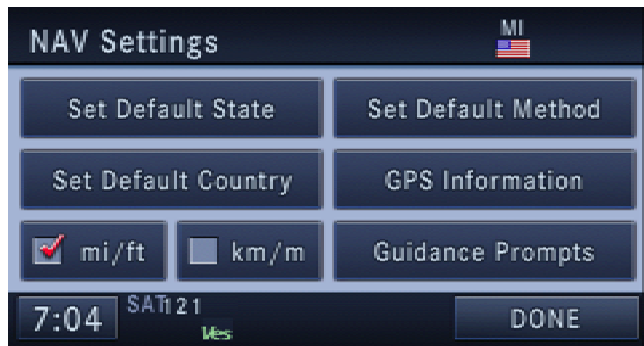 NAV Settings MI
Set Default State Set Default Method
Set Default Country GPS Information
mi/ft km/m Guidance Prompts
7:04 SAT 121 DONE